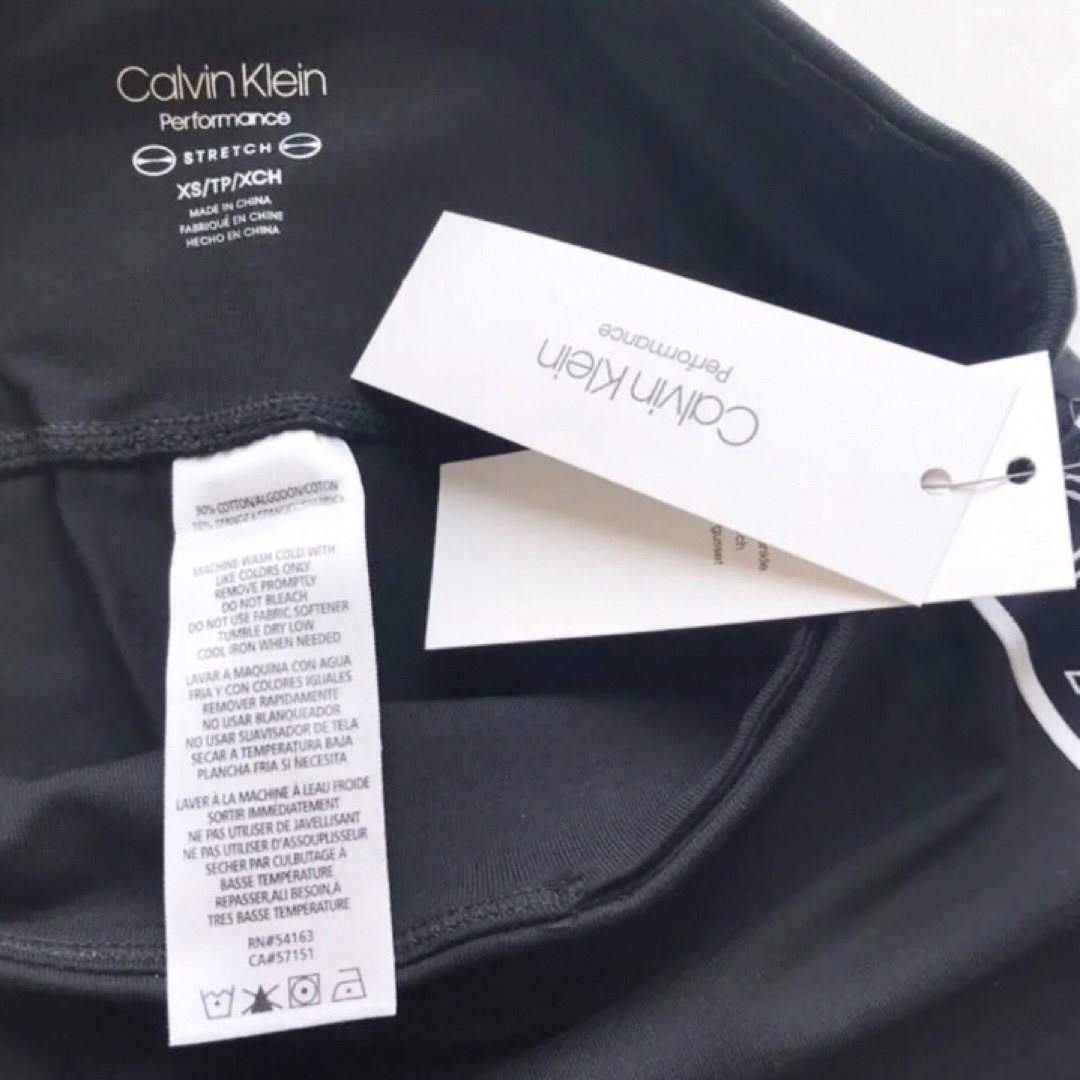 Calvin Klein
Performance
STRETCH
XS/TP/XCH
MADE IN CHINA
FABRIQUÉ EN CHINE
HECHO EN CHINA
Calvin Klein
Performance
ankle
gusset
90% COTTON/ALGODON/COTON
MACHINE WASH COLD WITH
LIKE COLORS ONLY
REMOVE PROMPTLY
DO NOT BLEACH
DO NOT USE FABRIC SOFTENER
TUMBLE DRY LOW
COOL IRON WHEN NEEDED
LAVAR A MAQUINA CON AGUA
FRIA Y CON COLORES IGUALES
REMOVER RAPIDAMENTE
NO USAR BLANQUEADOR
NO USAR SUAVISADOR DE TELA
SECAR A TEMPERATURA BAJA
PLANCHA FRIA SI NECESITA
LAVER À LA MACHINE À LEAU FROIDE
SORTIR IMMÉDIATEMENT
NE PAS UTILISER DE JAVELLISANT
NE PAS UTILISER D'ASSOUPLISSEUR
SÉCHER PAR CULBUTAGE À
BASSE TEMPÉRATURE
REPASSER,ALI BESOIN,À
TRES BASSE TEMPÉRATURE
RN#54163
CA#57151